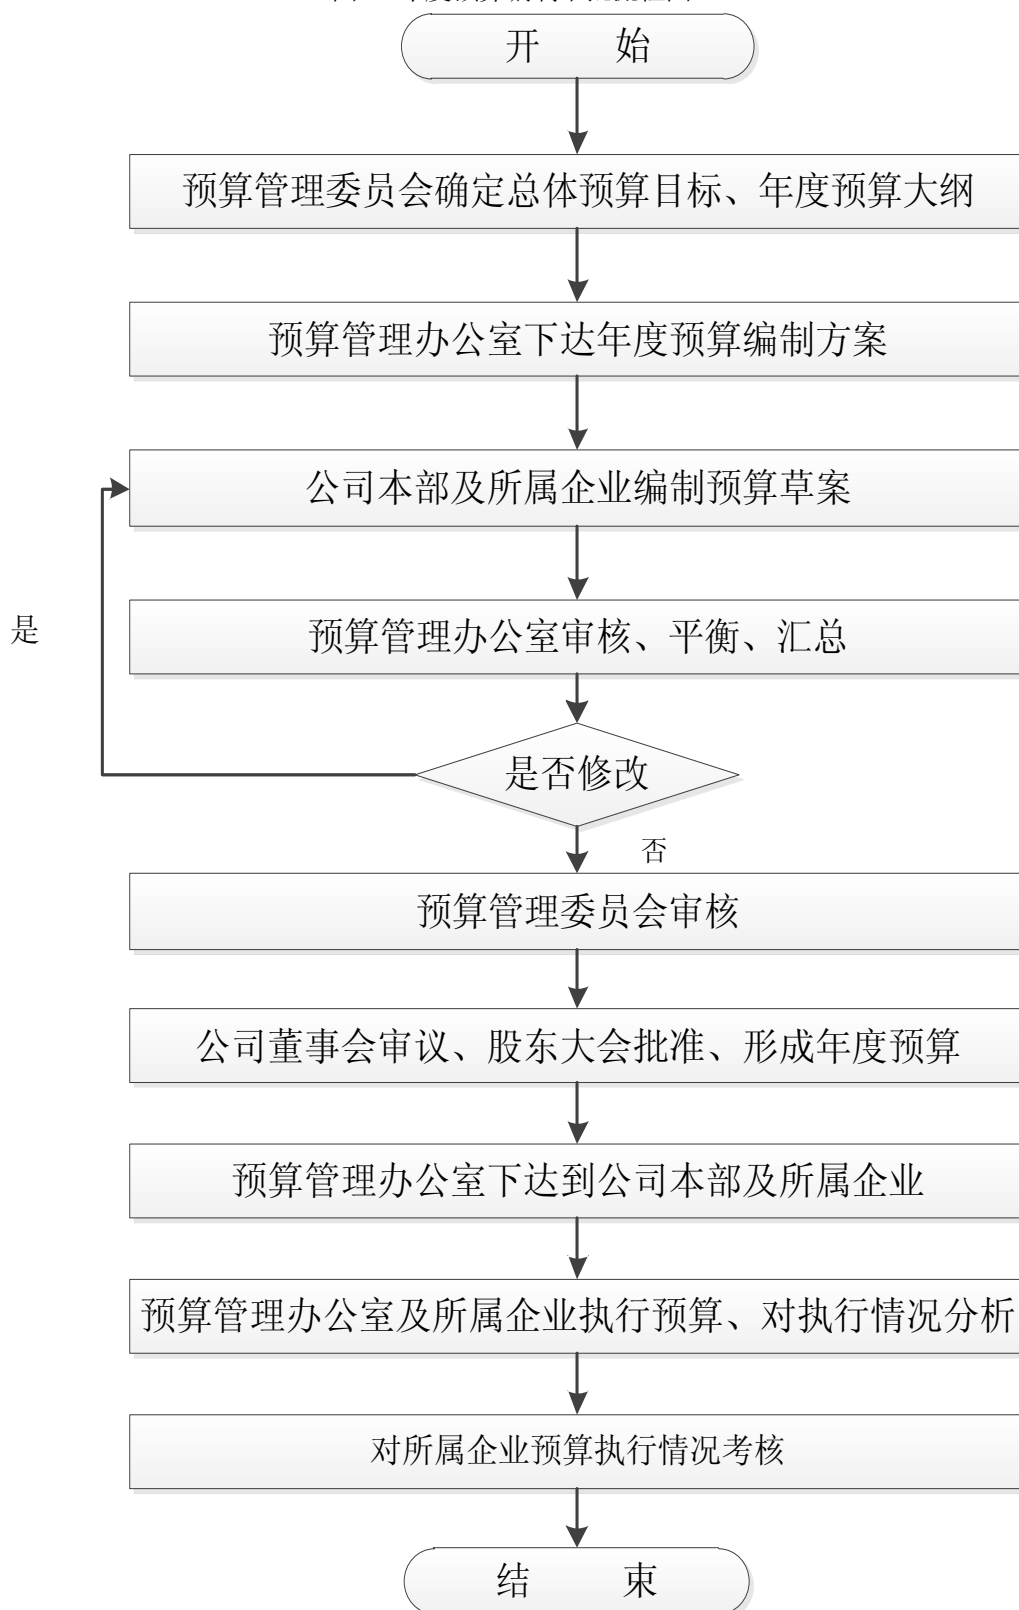 开 始
预算管理委员会确定总体预算目标、年度预算大纲
预算管理办公室下达年度预算编制方案
公司本部及所属企业编制预算草案
是
预算管理办公室审核、平衡、汇总
是否修改
否
预算管理委员会审核
公司董事会审议、股东大会批准、形成年度预算
预算管理办公室下达到公司本部及所属企业
预算管理办公室及所属企业执行预算、对执行情况分析
对所属企业预算执行情况考核
结 束